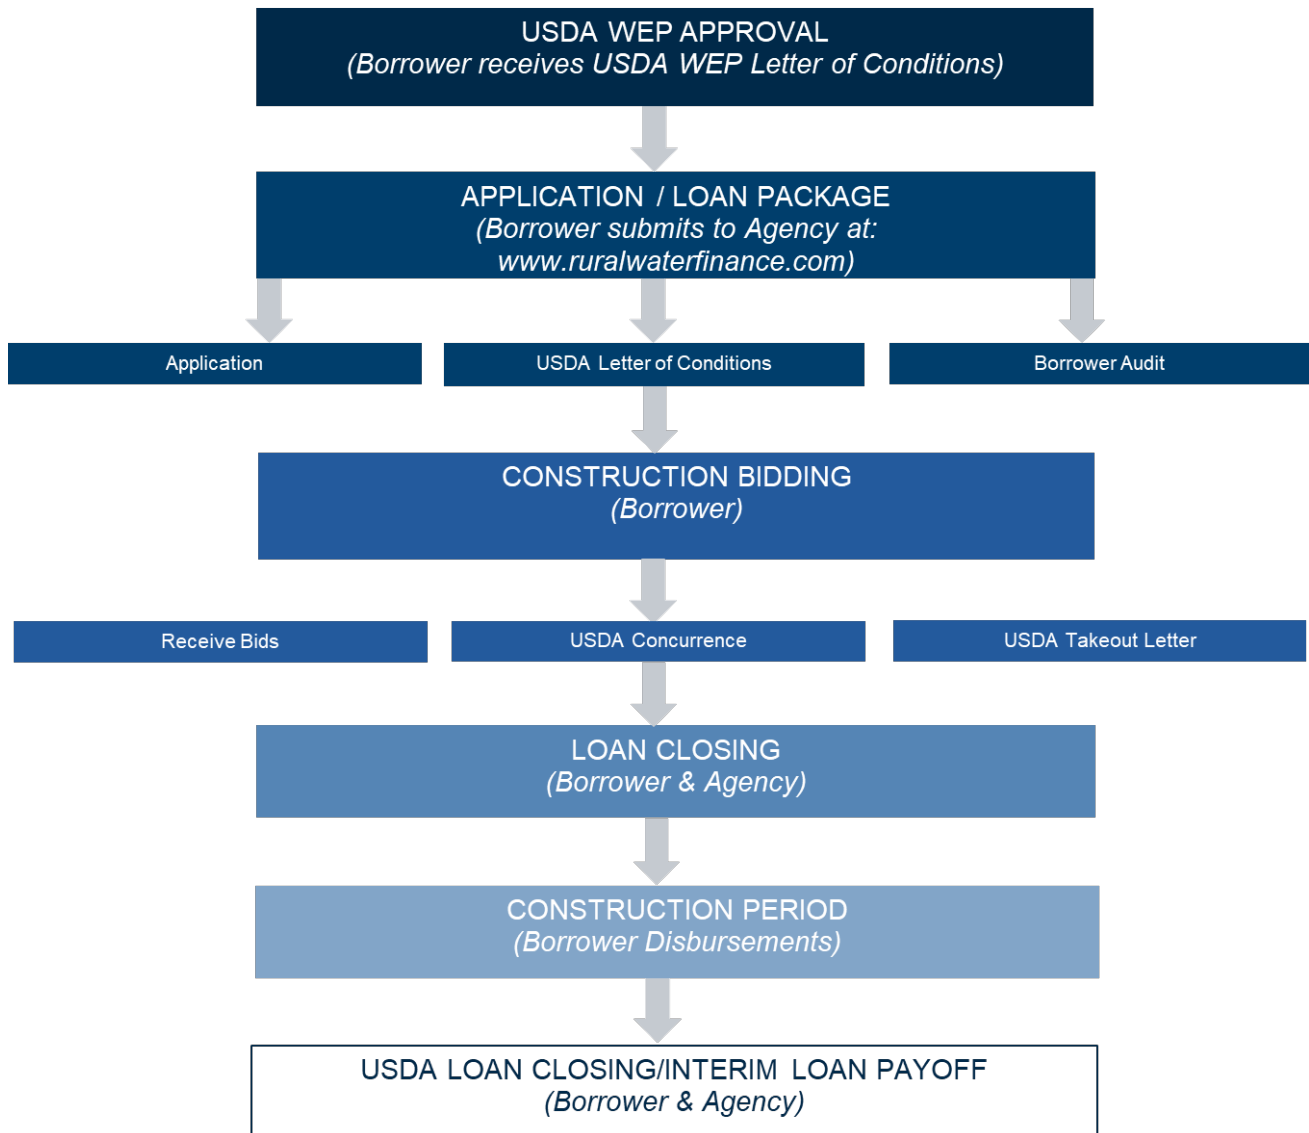 USDA WEP APPROVAL
(Borrower receives USDA WEP Letter of Conditions)
APPLICATION / LOAN PACKAGE
(Borrower submits to Agency at:
www.ruralwaterfinance.com)
Application
USDA Letter of Conditions
Borrower Audit
CONSTRUCTION BIDDING
(Borrower)
Receive Bids
USDA Concurrence
USDA Takeout Letter
LOAN CLOSING
(Borrower & Agency)
CONSTRUCTION PERIOD
(Borrower Disbursements)
USDA LOAN CLOSING/INTERIM LOAN PAYOFF
(Borrower & Agency)